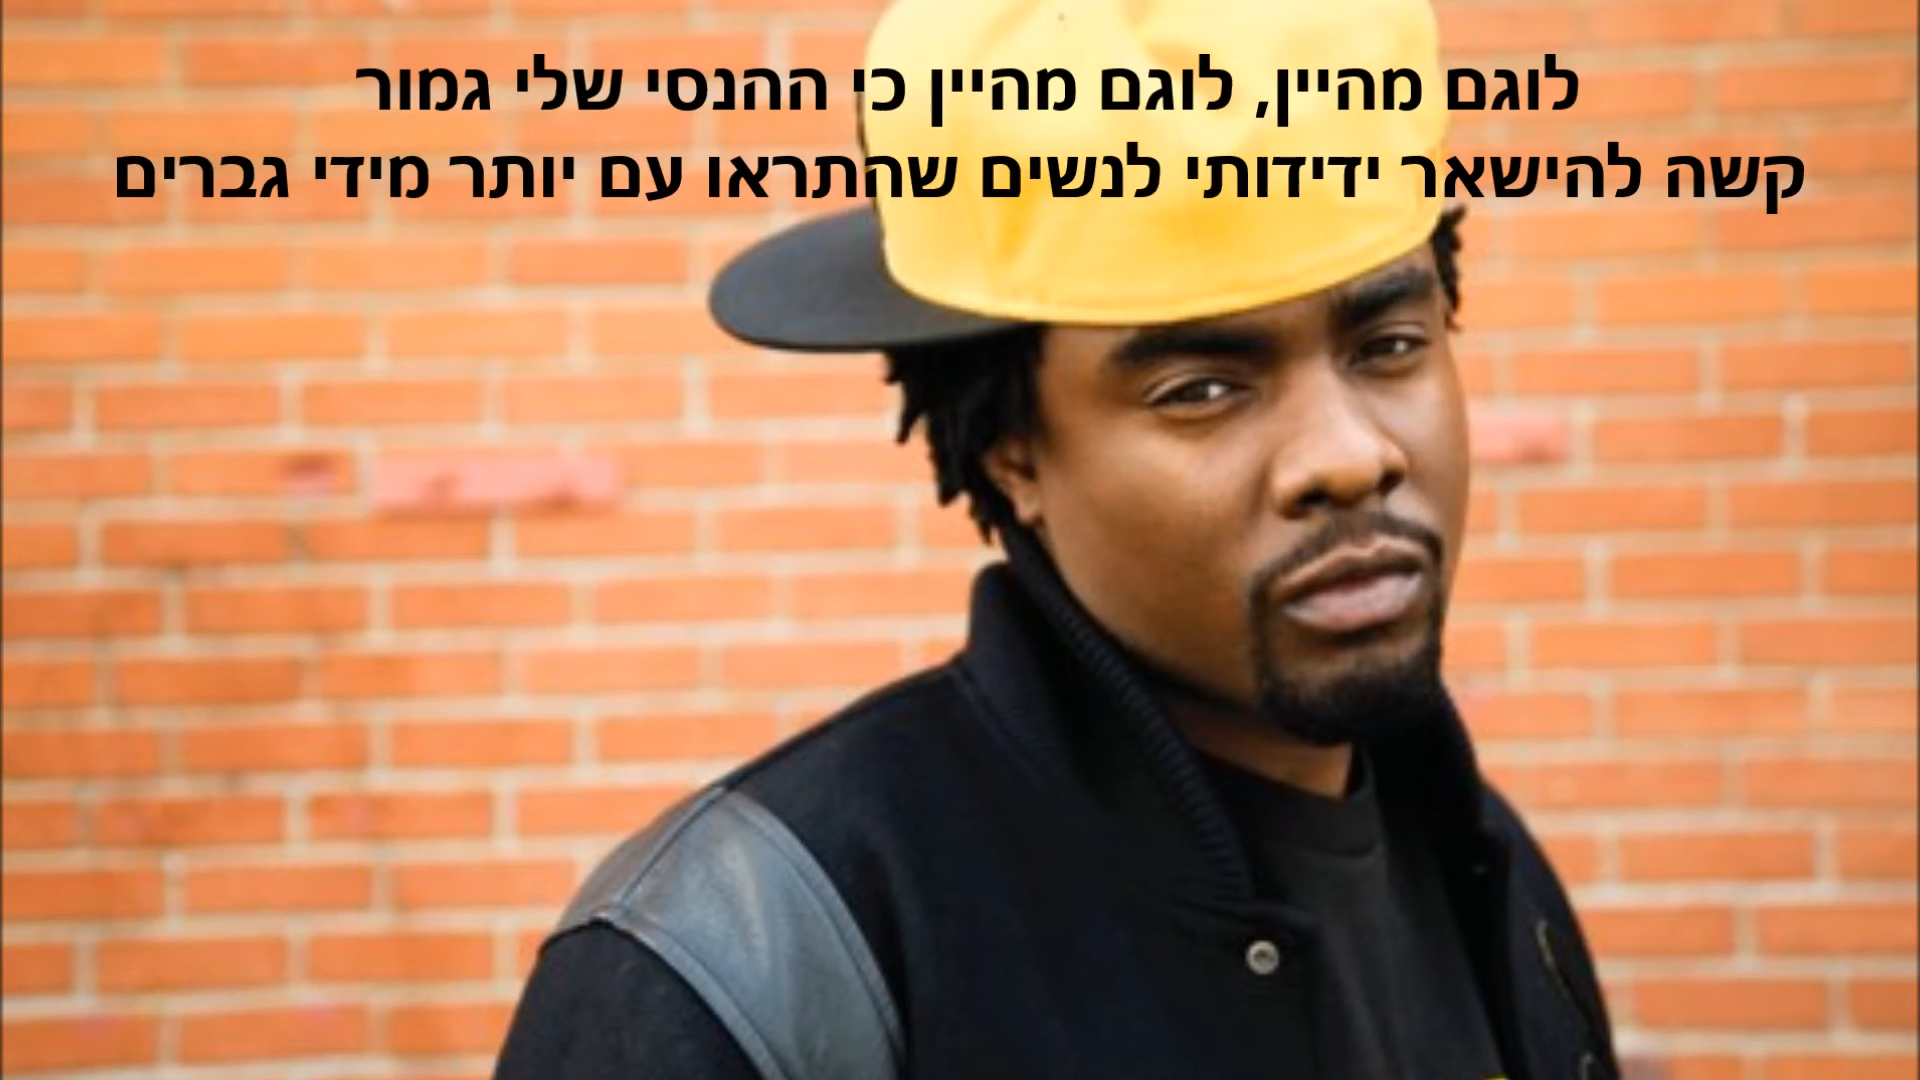 לוגם מהיין, לוגם מהיין כי ההנסי שלי גמור
קשה להישאר ידידותי לנשים שהתראו עם יותר מידי גברים